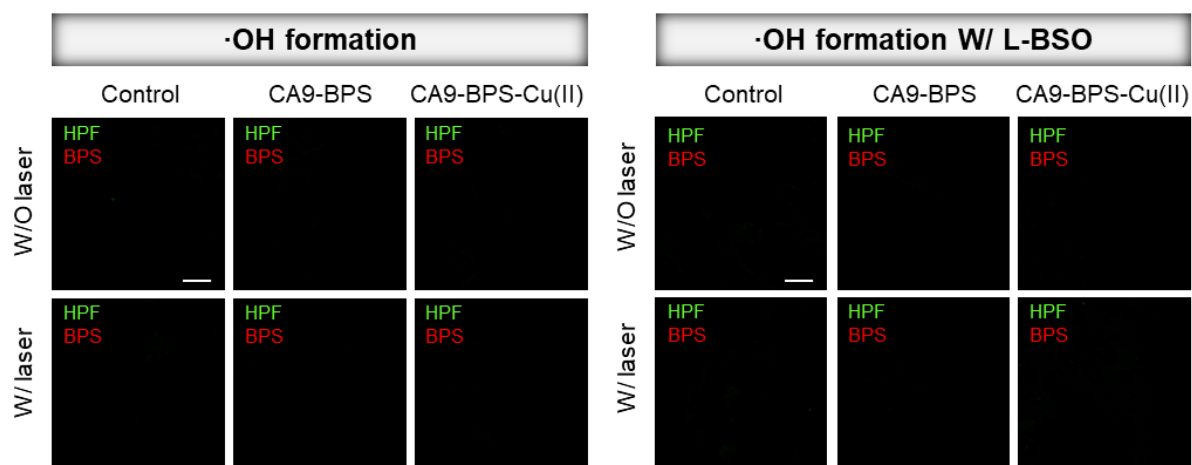 ·OH formation
Control CA9-BPS CA9-BPS-Cu(II)
W/O laser
HPF HPF HPF
BPS BPS BPS
W/ laser
HPF HPF HPF
BPS BPS BPS
·OH formation W/ L-BSO
Control CA9-BPS CA9-BPS-Cu(II)
W/O laser
HPF HPF HPF
BPS BPS BPS
W/ laser
HPF HPF HPF
BPS BPS BPS